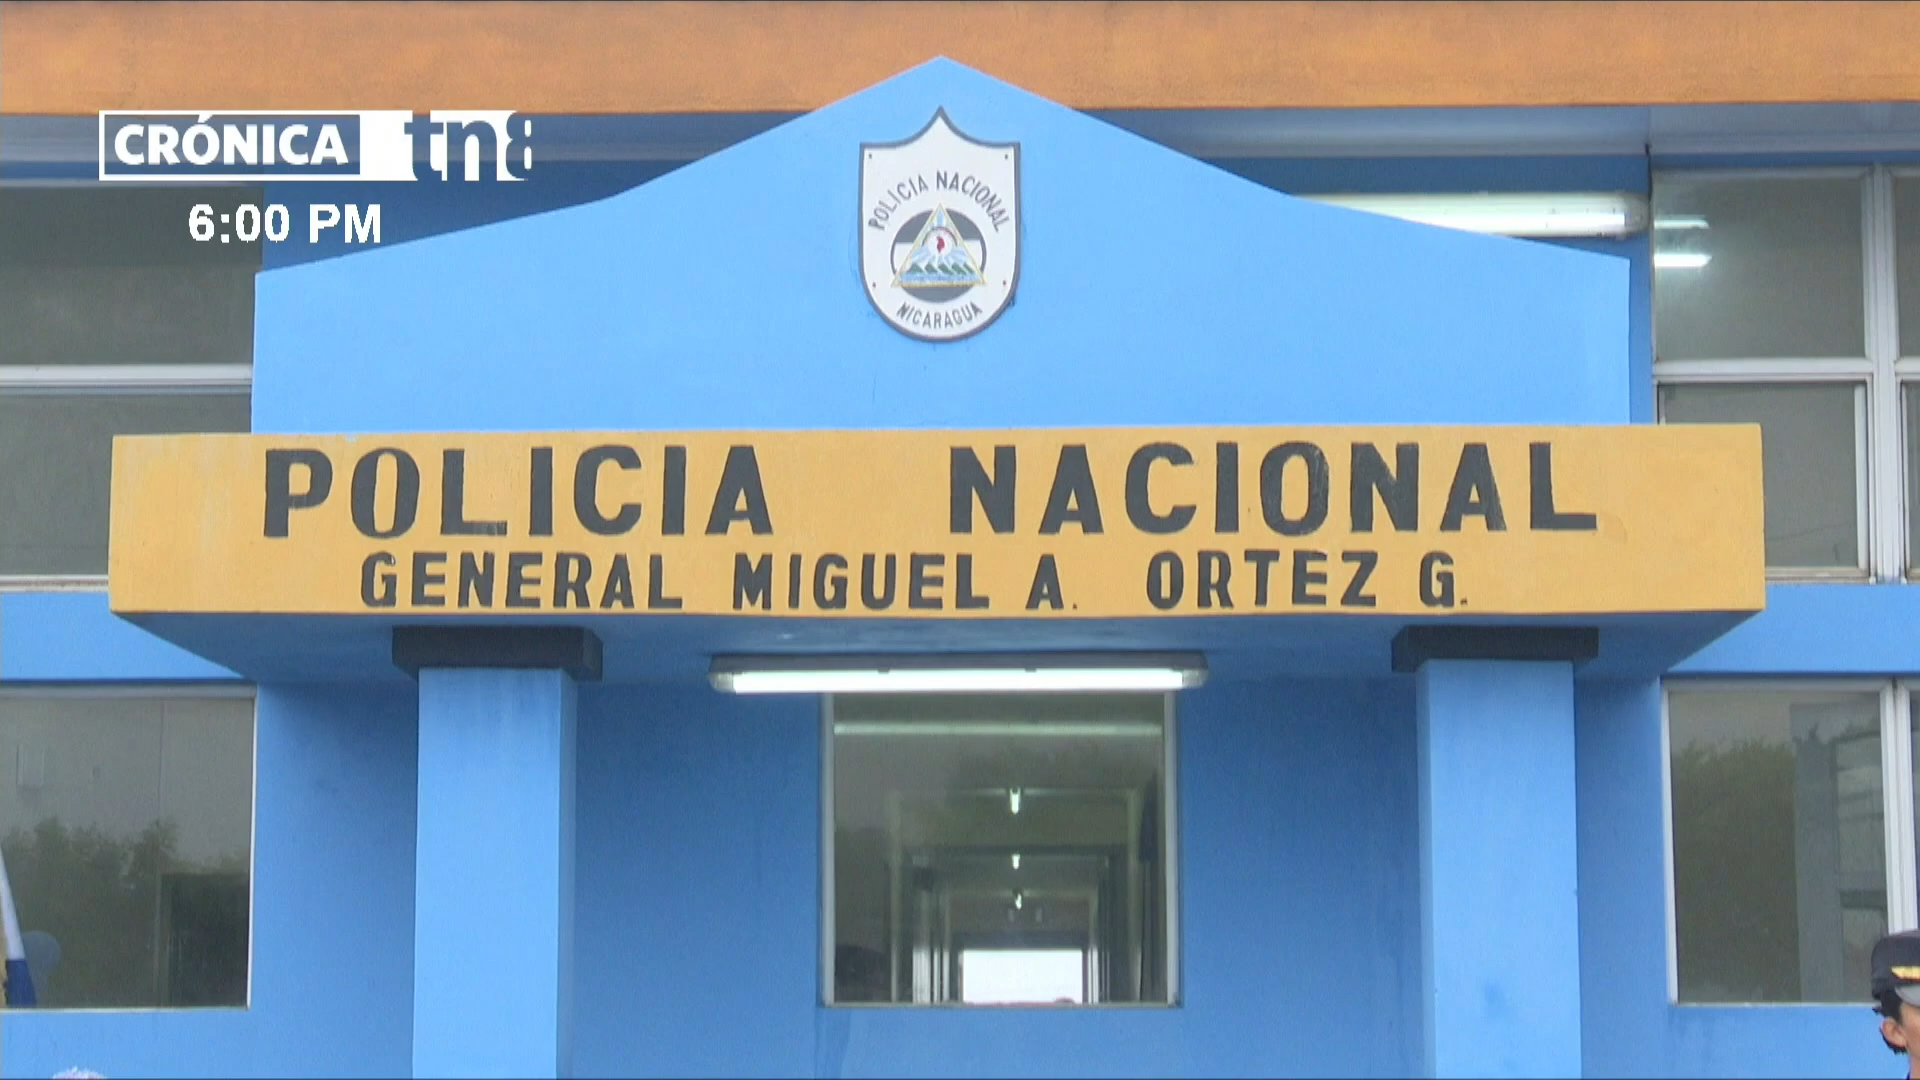 CRÓNICA tn8
6:00 PM
POLICIA NACIONAL
NICARAGUA
POLICIA NACIONAL
GENERAL MIGUEL A. ORTEZ G.